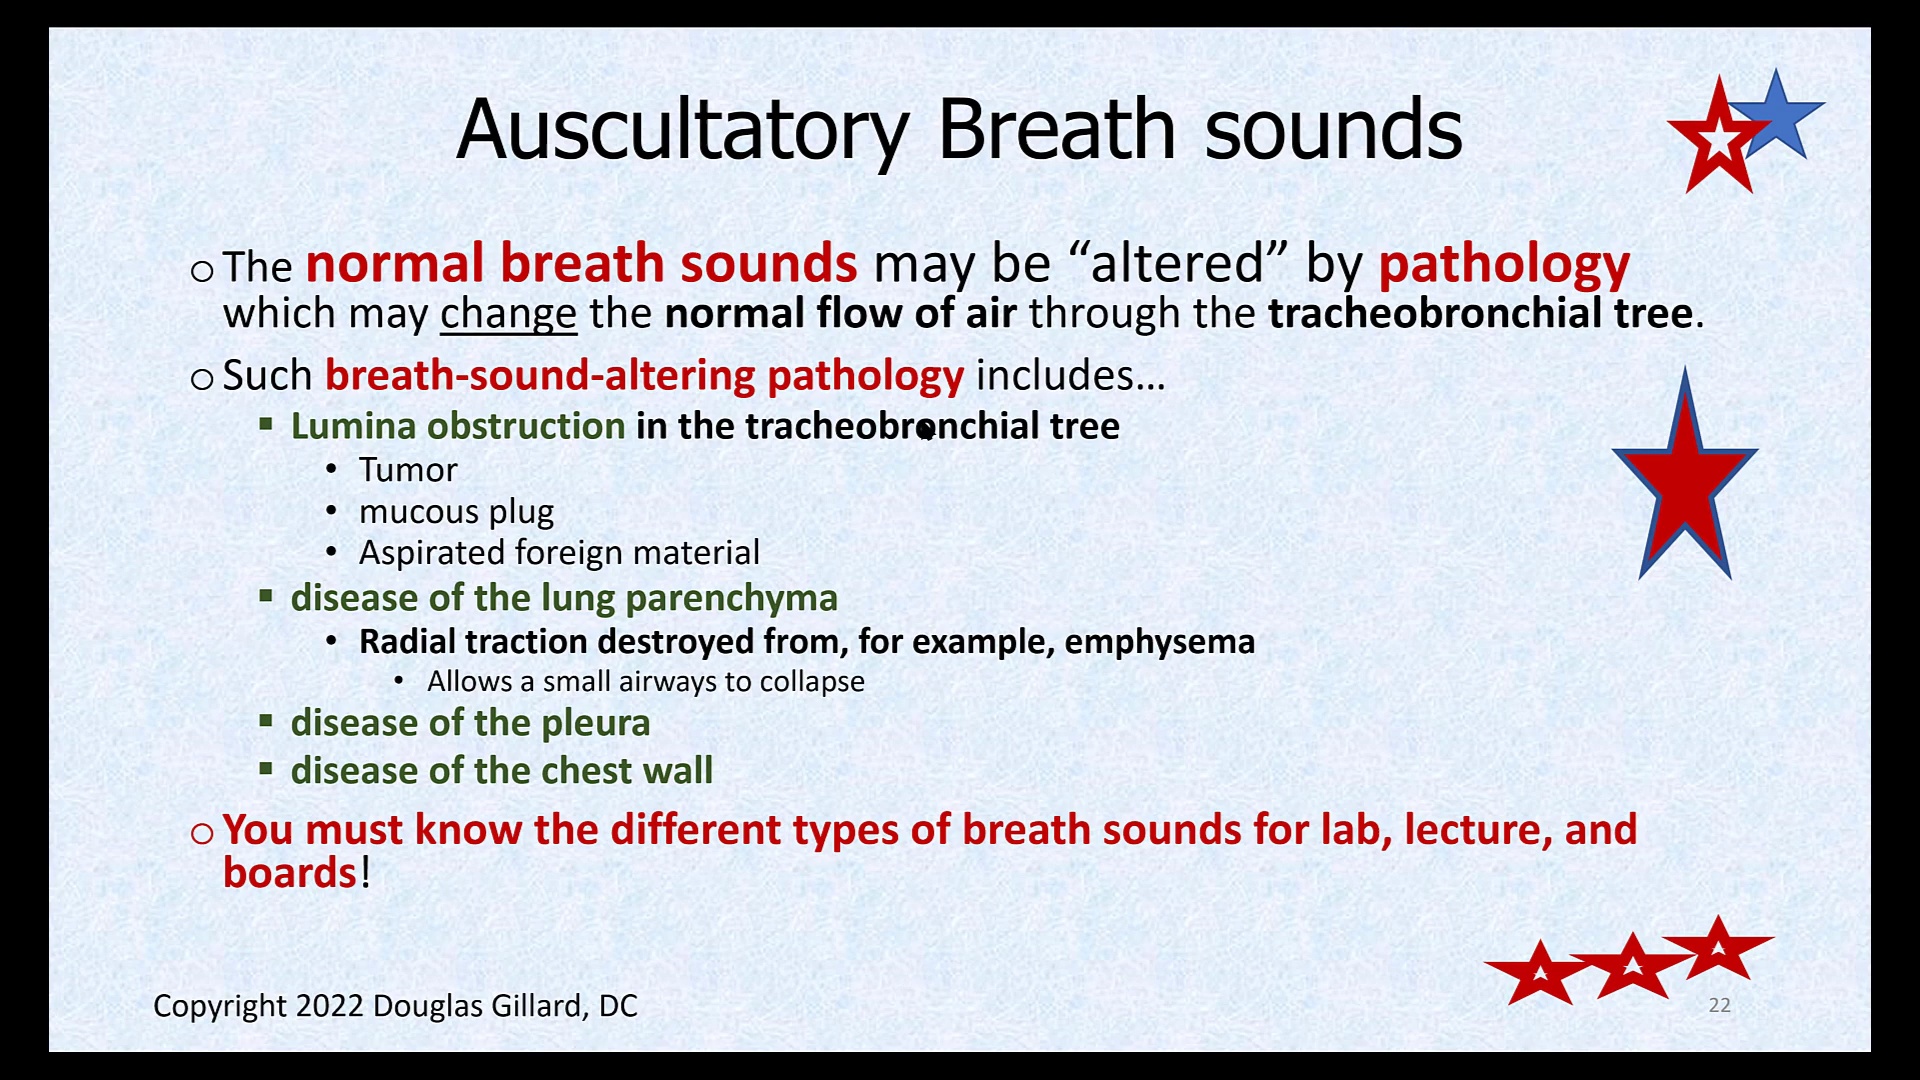 Auscultatory Breath sounds
The normal breath sounds may be “altered” by pathology
which may change the normal flow of air through the tracheobronchial tree.
Such breath-sound-altering pathology includes…
Lumina obstruction in the tracheobronchial tree
Tumor
mucous plug
Aspirated foreign material
disease of the lung parenchyma
Radial traction destroyed from, for example, emphysema
Allows a small airways to collapse
disease of the pleura
disease of the chest wall
You must know the different types of breath sounds for lab, lecture, and
boards!
Copyright 2022 Douglas Gillard, DC
22